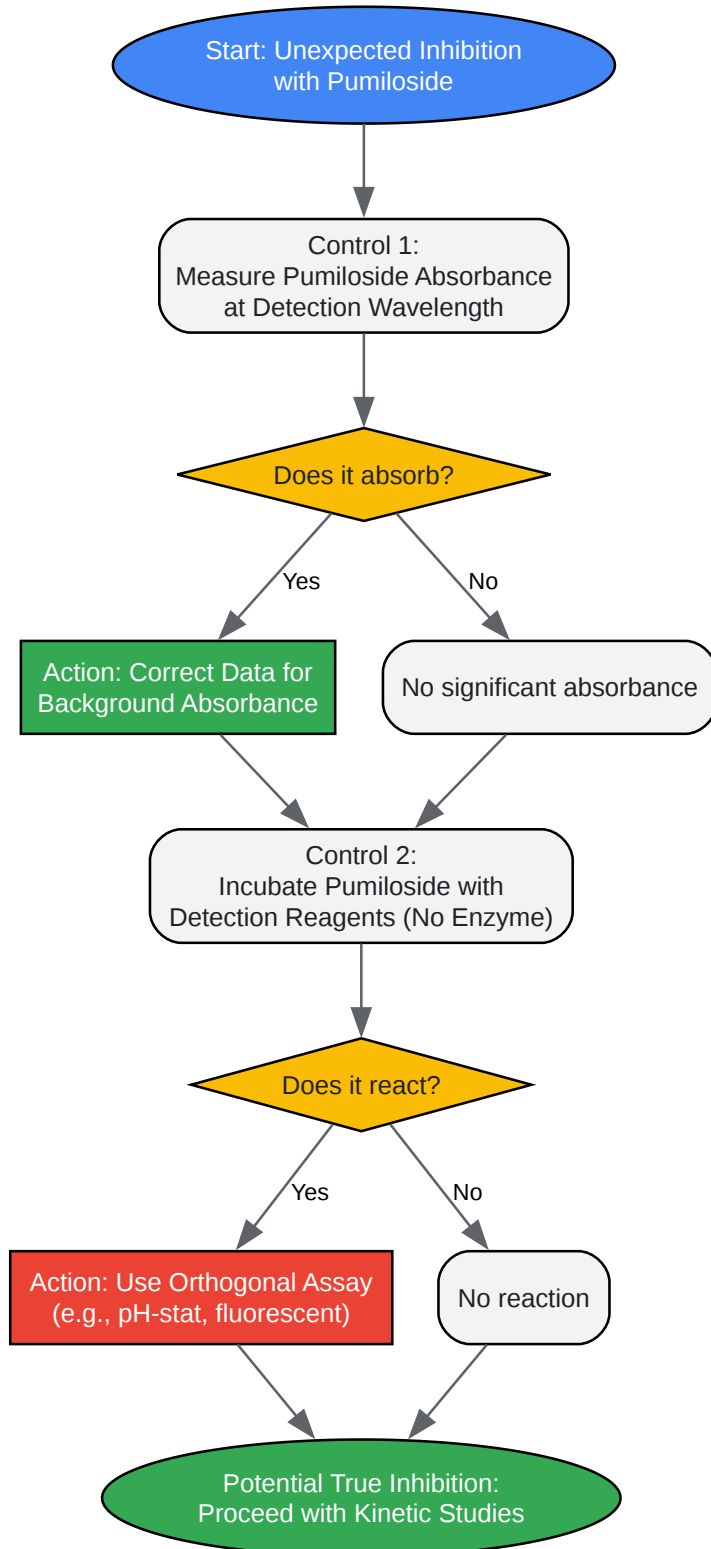 Start: Unexpected Inhibition
with Pumiloside
Control 1:
Measure Pumiloside Absorbance
at Detection Wavelength
Does it absorb?
Yes
No
Action: Correct Data for
Background Absorbance
No significant absorbance
Control 2:
Incubate Pumiloside with
Detection Reagents (No Enzyme)
Does it react?
Yes
No
Action: Use Orthogonal Assay
(e.g., pH-stat, fluorescent)
No reaction
Potential True Inhibition:
Proceed with Kinetic Studies